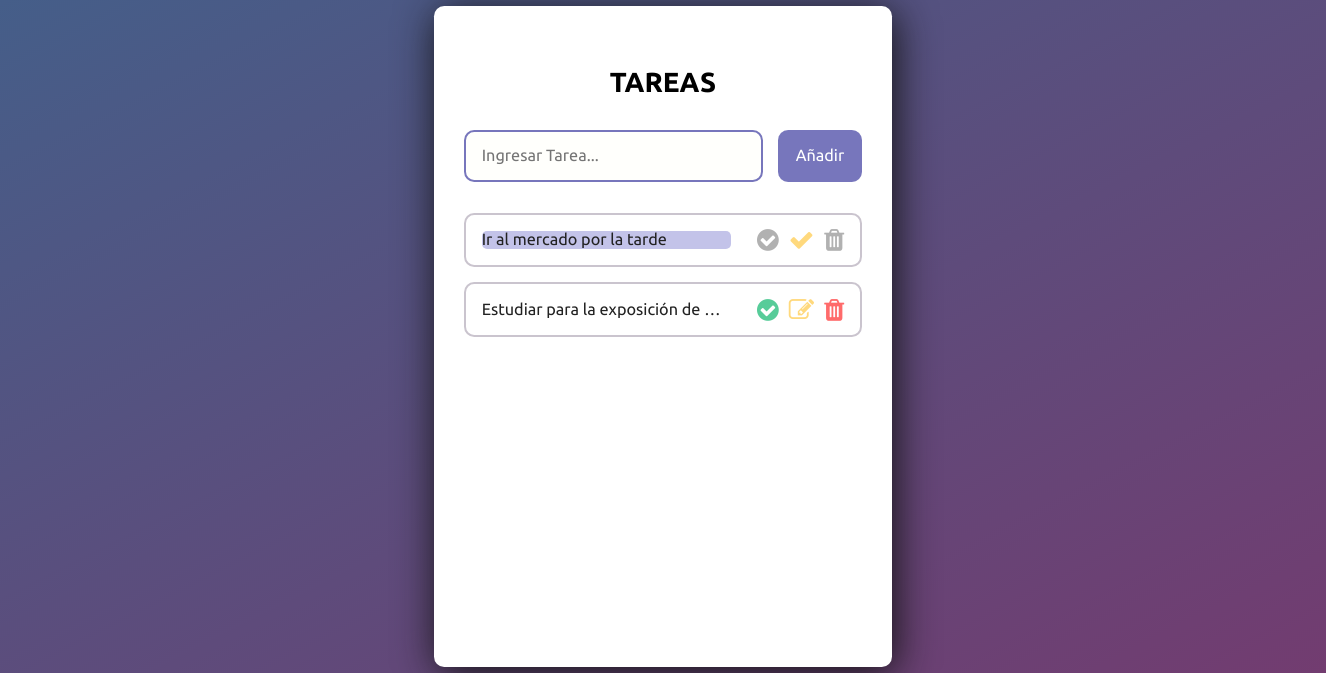 TAREAS
Ingresar Tarea...
Añadir
Ir al mercado por la tarde
Estudiar para la exposición de …